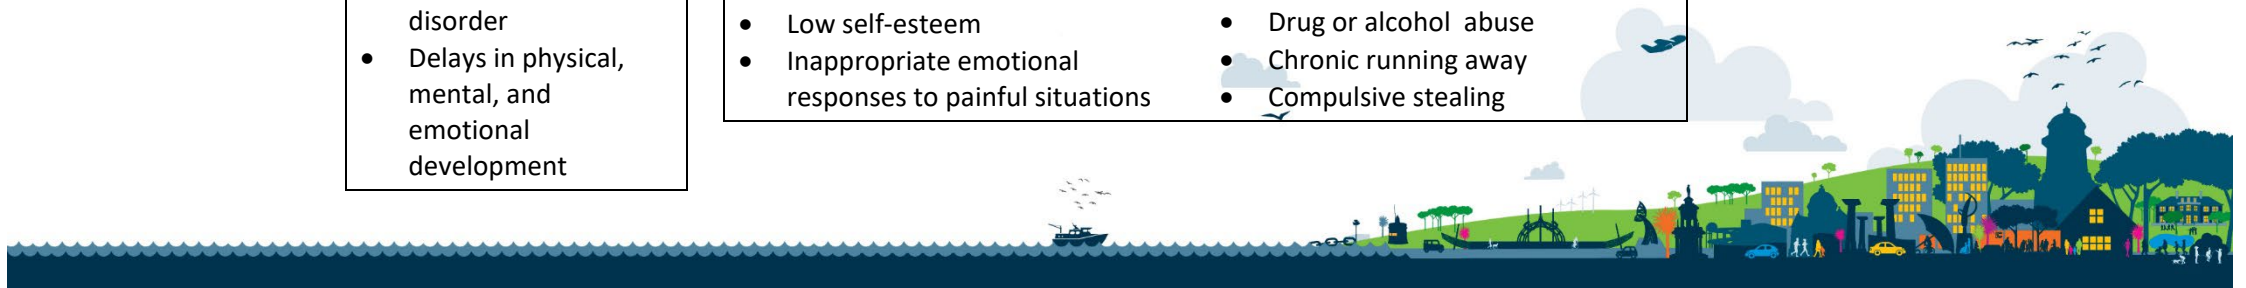 disorder
• Delays in physical,
mental, and
emotional
development
• Low self-esteem
• Inappropriate emotional
responses to painful situations
• Drug or alcohol  abuse
• Chronic running away
• Compulsive stealing